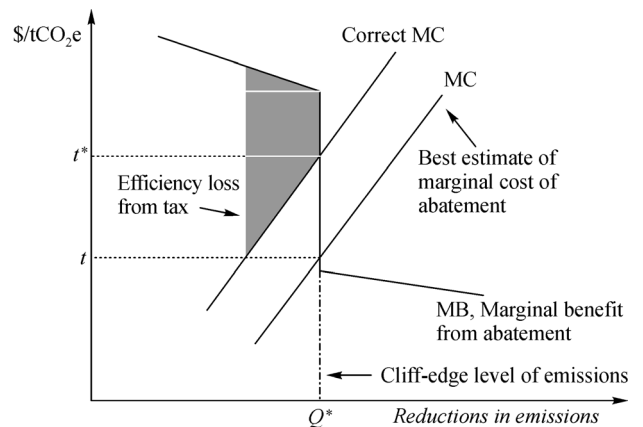 $/tCO₂e
Correct MC
MC
t*
Best estimate of
marginal cost of
abatement
Efficiency loss
from tax
t
MB, Marginal benefit
from abatement
Cliff-edge level of emissions
Q*
Reductions in emissions